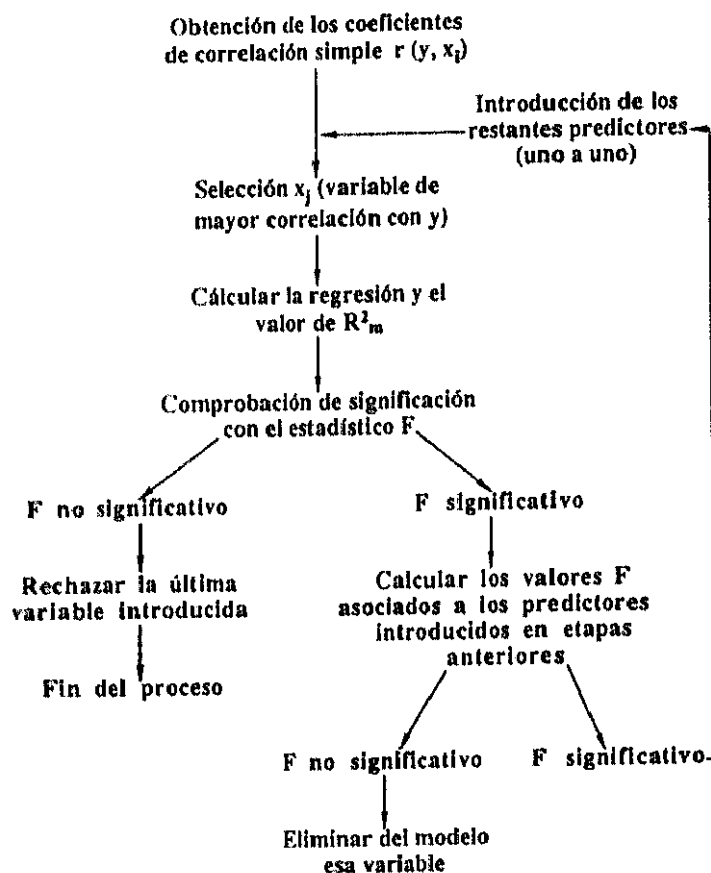 Obtención de los coeficientes
de correlación simple r (y, xᵢ)
Introducción de los
restantes predictores
(uno a uno)
Selección xⱼ (variable de
mayor correlación con y)
Cálcular la regresión y el
valor de R²ₘ
Comprobación de significación
con el estadístico F
F no significativo
F significativo
Rechazar la última
variable introducida
Calcular los valores F
asociados a los predictores
introducidos en etapas
anteriores
Fin del proceso
F no significativo
F significativo
Eliminar del modelo
esa variable